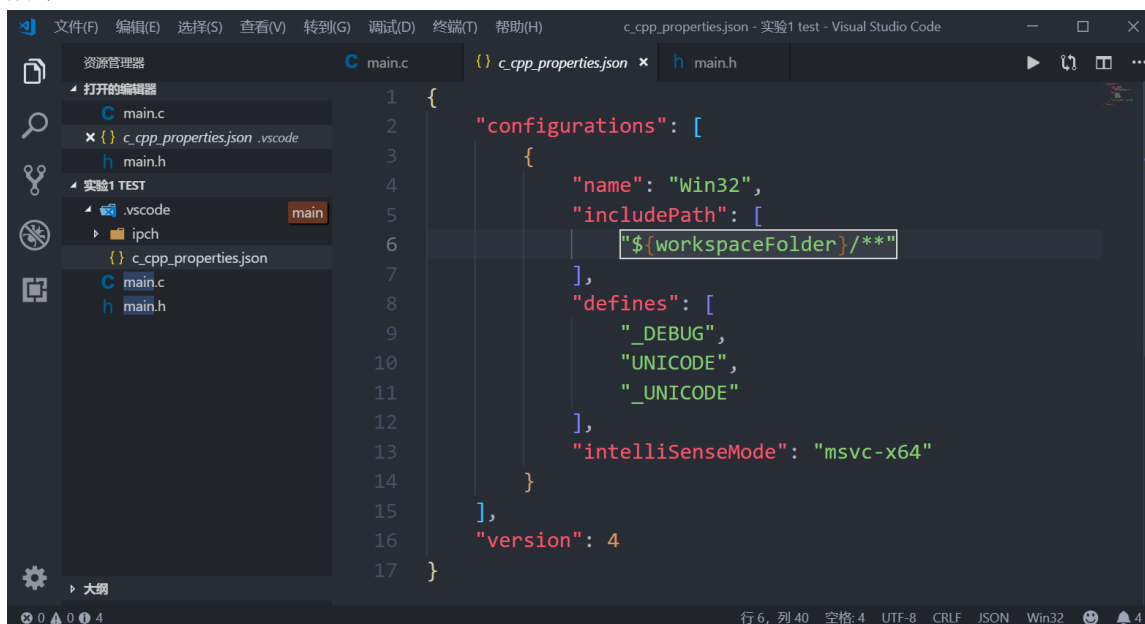 文件(F) 编辑(E) 选择(S) 查看(V) 转到(G) 调试(D) 终端(T) 帮助(H) c_cpp_properties.json - 实验1 test - Visual Studio Code
资源管理器
打开的编辑器
C main.c
{} c_cpp_properties.json .vscode
h main.h
实验1 TEST
.vscode
main
ipch
{} c_cpp_properties.json
C main.c
h main.h
大纲
C main.c {} c_cpp_properties.json h main.h
1 {
2 "configurations": [
3 {
4 "name": "Win32",
5 "includePath": [
6 "${workspaceFolder}/**"
7 ],
8 "defines": [
9 "_DEBUG",
10 "UNICODE",
11 "_UNICODE"
12 ],
13 "intelliSenseMode": "msvc-x64"
14 }
15 ],
16 "version": 4
17 }
0 0 4 行 6, 列 40 空格: 4 UTF-8 CRLF JSON Win32 4